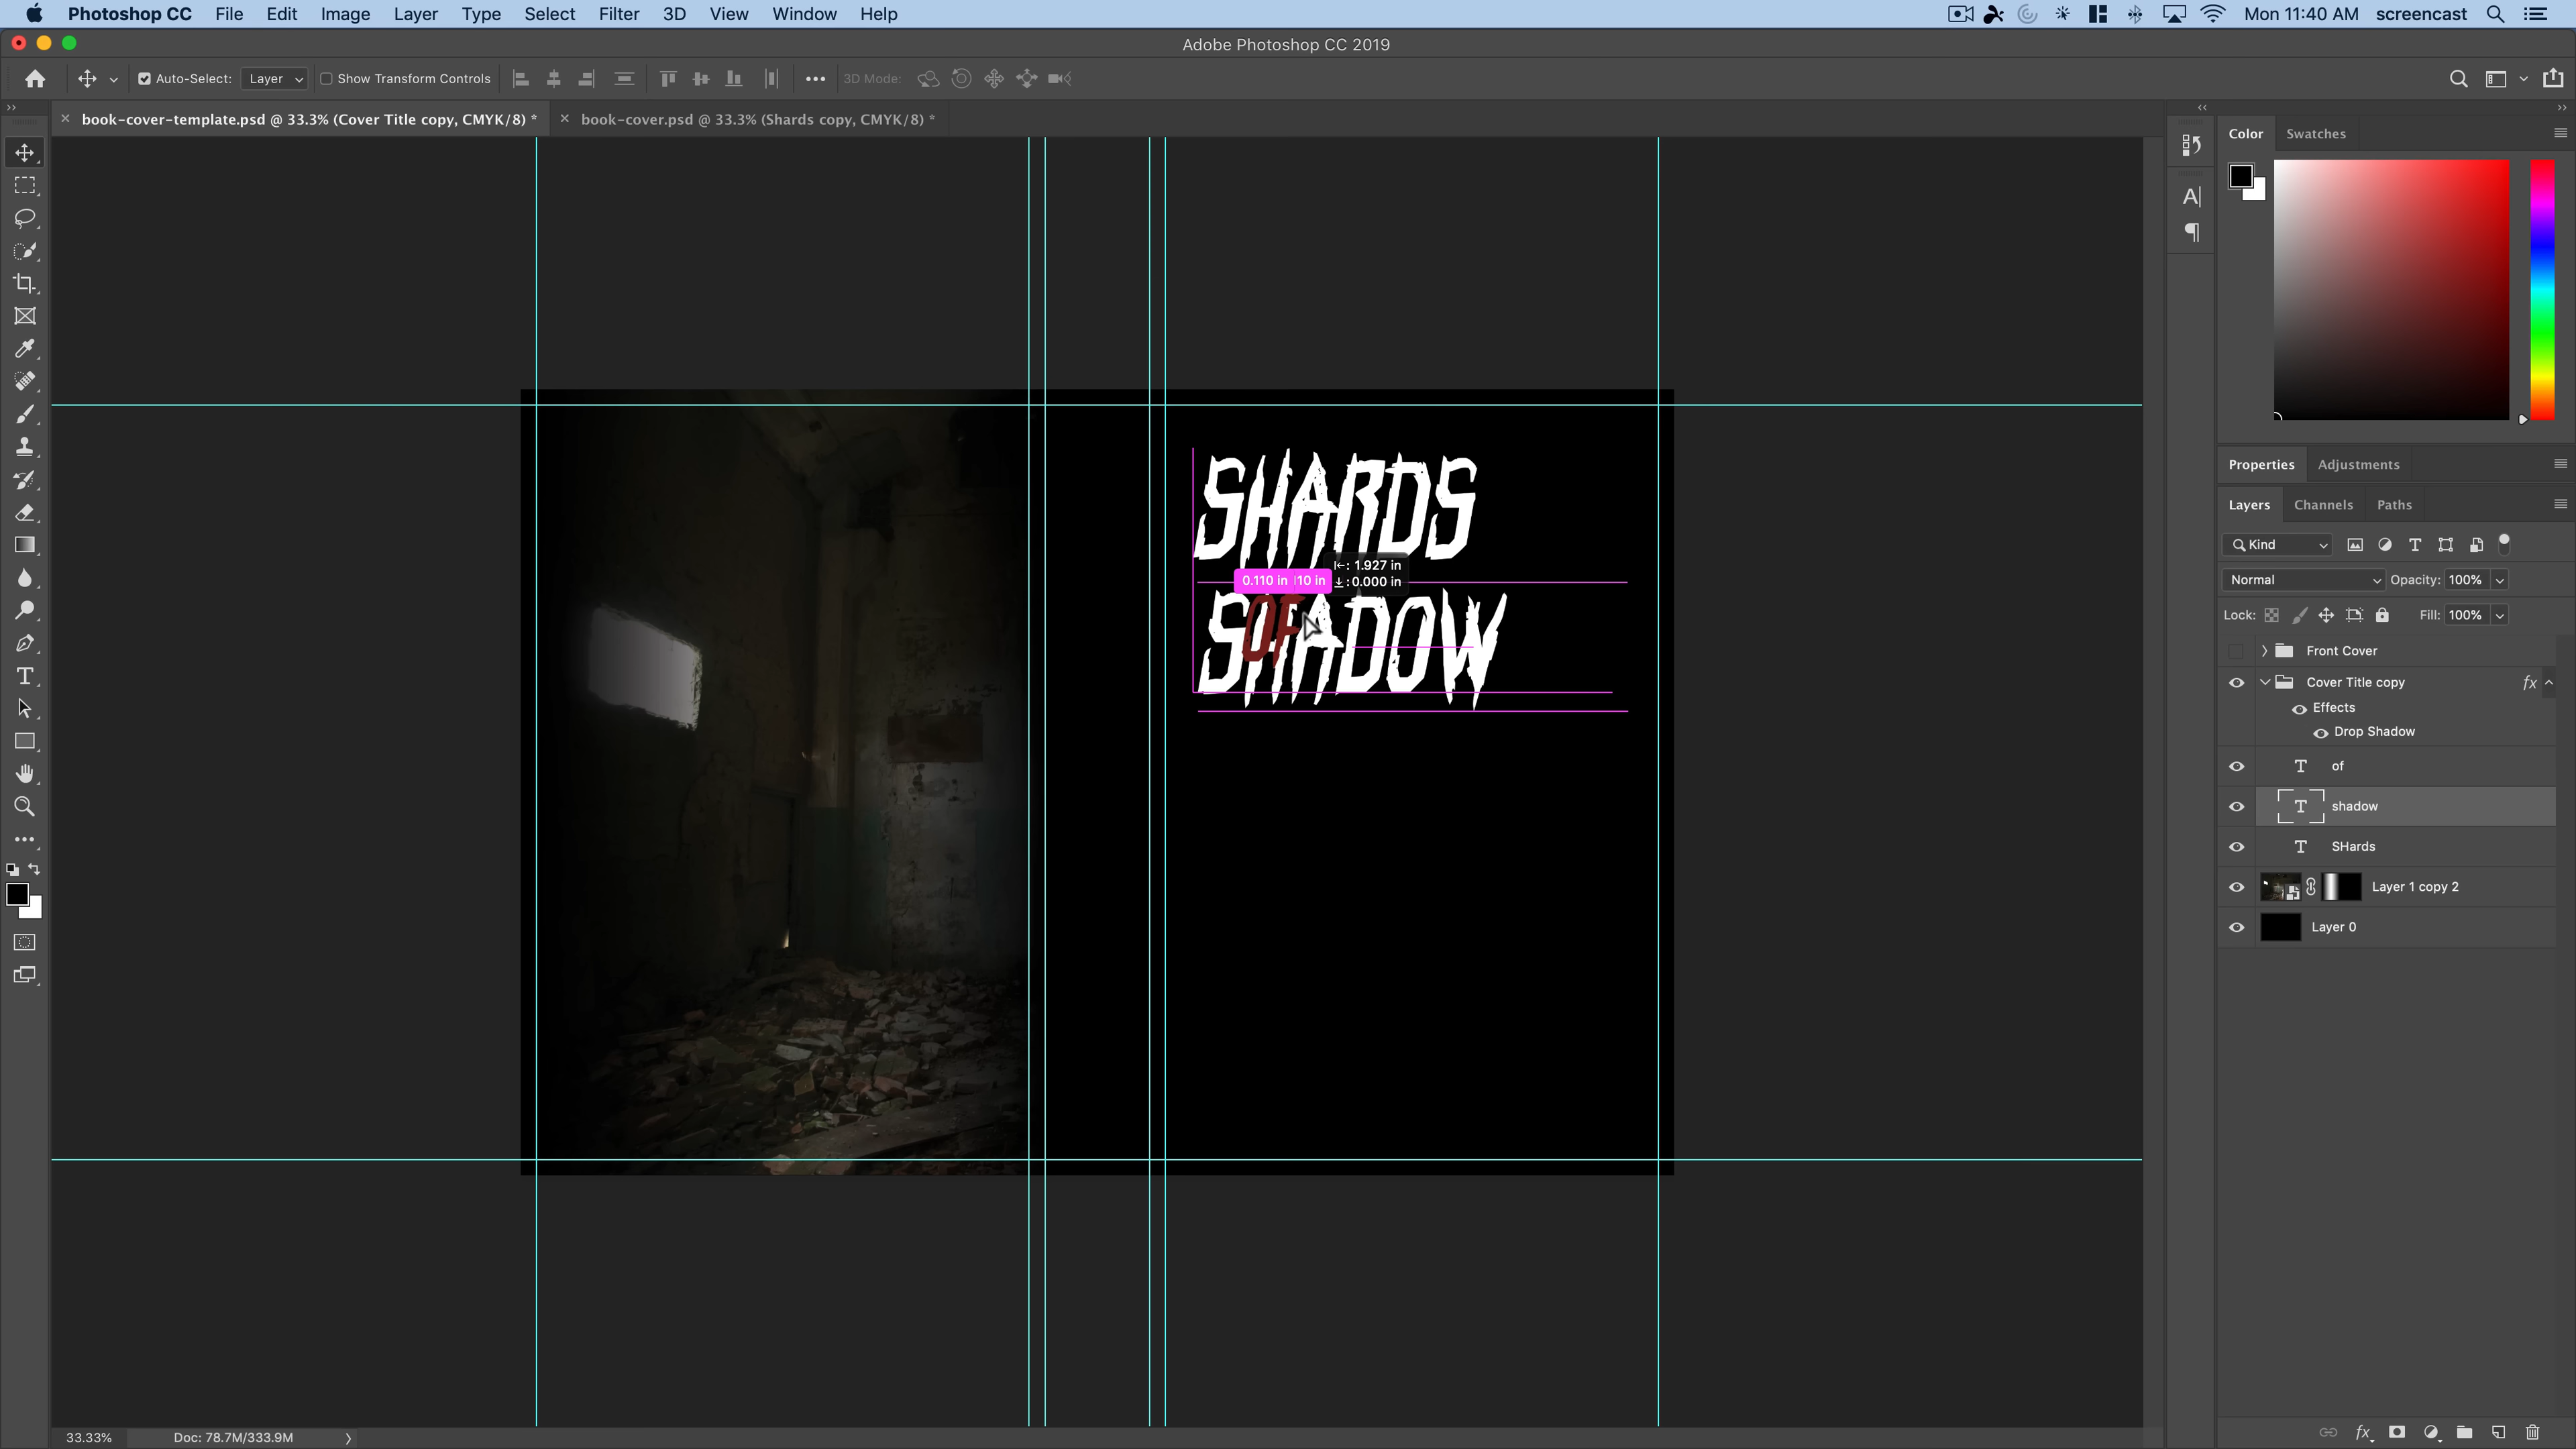 Photoshop CC File Edit Image Layer Type Select Filter 3D View Window Help Mon 11:40 AM screencast
Adobe Photoshop CC 2019
Auto-Select: Layer Show Transform Controls 3D Mode:
book-cover-template.psd @ 33.3% (Cover Title copy, CMYK/8) * book-cover.psd @ 33.3% (Shards copy, CMYK/8) *
Color Swatches
SHARDS
1.927 in
0.110 in
0.000 in
OF
SHADOW
Properties Adjustments
Layers Channels Paths
Kind
Normal Opacity: 100%
Lock: Fill: 100%
Front Cover
Cover Title copy fx
Effects
Drop Shadow
T of
T shadow
T SHards
Layer 1 copy 2
Layer 0
33.33% Doc: 78.7M/333.9M
fx